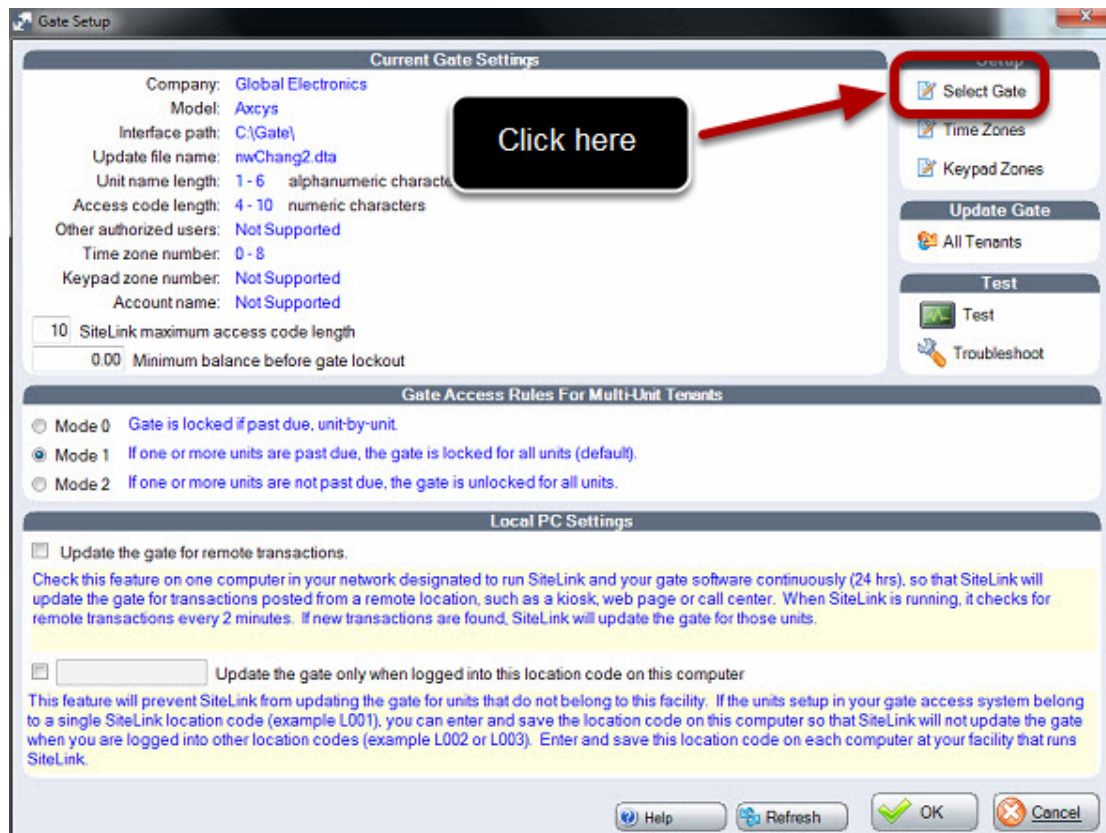 Gate Setup
Current Gate Settings
Company: Global Electronics
Model: Axcys
Interface path: C:\Gate\
Update file name: nwChang2.dta
Unit name length: 1 - 6 alphanumeric characte
Access code length: 4 - 10 numeric characters
Other authorized users: Not Supported
Time zone number: 0 - 8
Keypad zone number: Not Supported
Account name: Not Supported
10 SiteLink maximum access code length
0.00 Minimum balance before gate lockout
Click here
Setup
Select Gate
Time Zones
Keypad Zones
Update Gate
All Tenants
Test
Test
Troubleshoot
Gate Access Rules For Multi-Unit Tenants
Mode 0 Gate is locked if past due, unit-by-unit.
Mode 1 If one or more units are past due, the gate is locked for all units (default).
Mode 2 If one or more units are not past due, the gate is unlocked for all units.
Local PC Settings
Update the gate for remote transactions.
Check this feature on one computer in your network designated to run SiteLink and your gate software continuously (24 hrs), so that SiteLink will
update the gate for transactions posted from a remote location, such as a kiosk, web page or call center. When SiteLink is running, it checks for
remote transactions every 2 minutes. If new transactions are found, SiteLink will update the gate for those units.
Update the gate only when logged into this location code on this computer
This feature will prevent SiteLink from updating the gate for units that do not belong to this facility. If the units setup in your gate access system belong
to a single SiteLink location code (example L001), you can enter and save the location code on this computer so that SiteLink will not update the gate
when you are logged into other location codes (example L002 or L003). Enter and save this location code on each computer at your facility that runs
SiteLink.
Help
Refresh
OK
Cancel